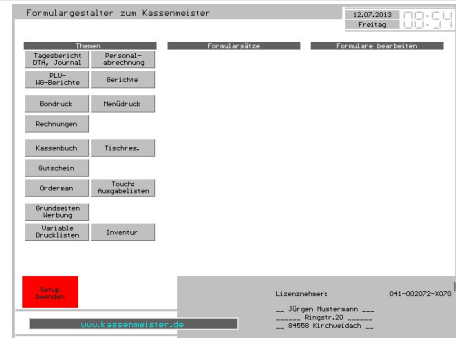 Formulargestalter zum Kassenmeister
12.07.2013
Freitag
08:54
Themen
Formularsätze
Formulare bearbeiten
Tagesbericht
DTA, Journal
Personal-
abrechnung
PLU-
WG-Berichte
Berichte
Bondruck
Menüdruck
Rechnungen
Kassenbuch
Tischres.
Gutschein
Orderman
Touch:
Ausgabelisten
Grundseiten
Werbung
Variable
Drucklisten
Inventur
Setup
beenden
Lizenznehmer:
041-002072-X070
__ Jürgen Mustermann ___
______ Ringstr.20 ______
__ 84558 Kirchweidach __
www.kassenmeister.de